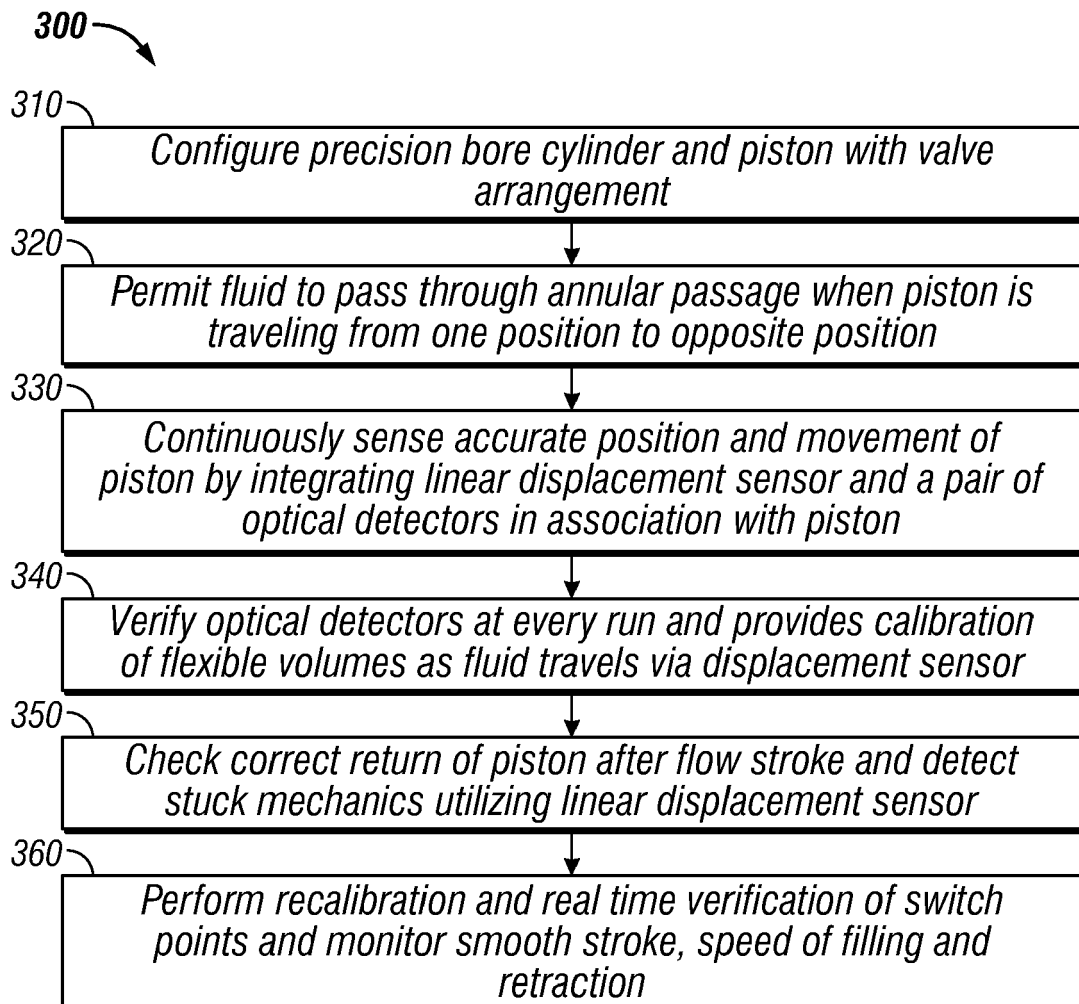 300
310
Configure precision bore cylinder and piston with valve
arrangement
320
Permit fluid to pass through annular passage when piston is
traveling from one position to opposite position
330
Continuously sense accurate position and movement of
piston by integrating linear displacement sensor and a pair of
optical detectors in association with piston
340
Verify optical detectors at every run and provides calibration
of flexible volumes as fluid travels via displacement sensor
350
Check correct return of piston after flow stroke and detect
stuck mechanics utilizing linear displacement sensor
360
Perform recalibration and real time verification of switch
points and monitor smooth stroke, speed of filling and
retraction